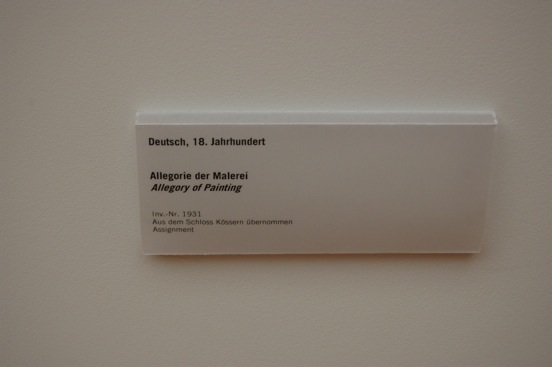 Deutsch, 18. Jahrhundert
Allegorie der Malerei
Allegory of Painting
Inv.-Nr. 1931
Aus dem Schloss Kössern übernommen
Assignment